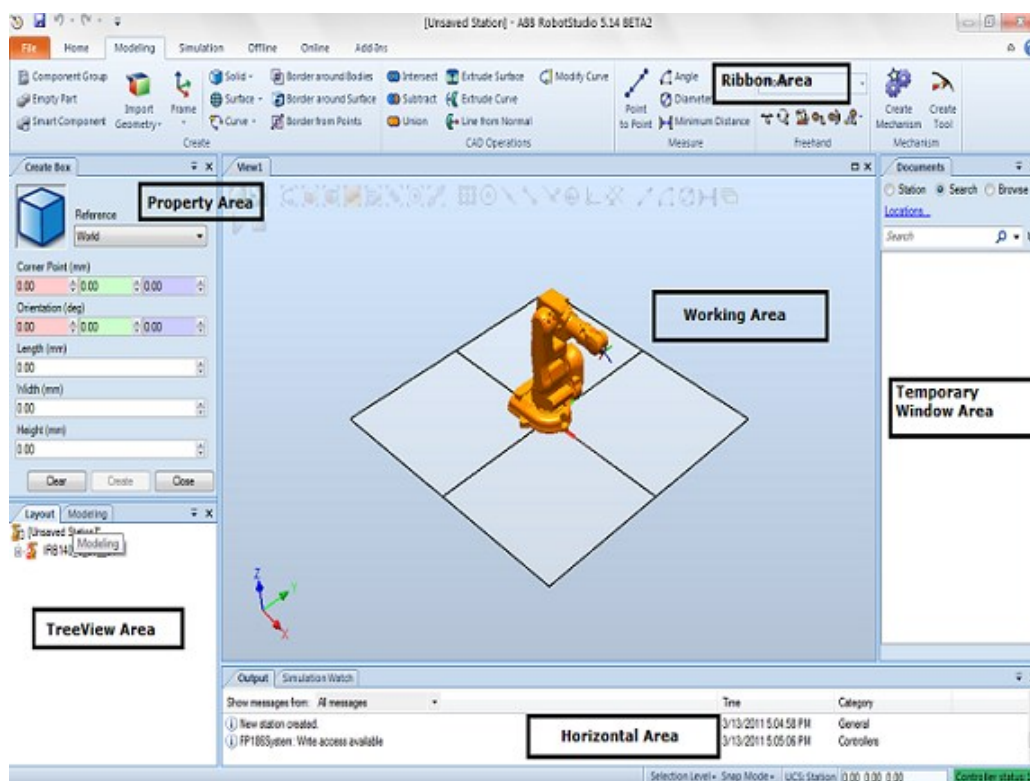 [Unsaved Station] - ABB RobotStudio 5.14 BETA2
File Home Modeling Simulation Offline Online Add-Ins
Component Group
Empty Part
Smart Component
Import Geometry
Frame
Solid
Surface
Curve
Border around Bodies
Border around Surface
Border from Points
Create
Intersect
Subtract
Union
Extrude Surface
Extrude Curve
Line from Normal
Modify Curve
CAD Operations
Point to Point
Angle
Diameter
Minimum Distance
Measure
Ribbon Area
Freehand
Create Mechanism
Create Tool
Mechanism
Create Box
Property Area
Reference
World
Corner Point (mm)
0.00 0.00 0.00
Orientation (deg)
0.00 0.00 0.00
Length (mm)
0.00
Width (mm)
0.00
Height (mm)
0.00
Clear Create Close
Layout Modeling
[Unsaved Station]*
Modeling
TreeView Area
View1
Working Area
Z
Y
X
Documents
Station Search Browse
Locations...
Search
Temporary
Window Area
Output Simulation Watch
Show messages from: All messages Time Category
New station created. 3/13/2011 5:04:58 PM General
FP186System: Write access available 3/13/2011 5:05:06 PM Controllers
Horizontal Area
Selection Level Snap Mode UCS: Station 0.00 0.00 0.00 Controller status: